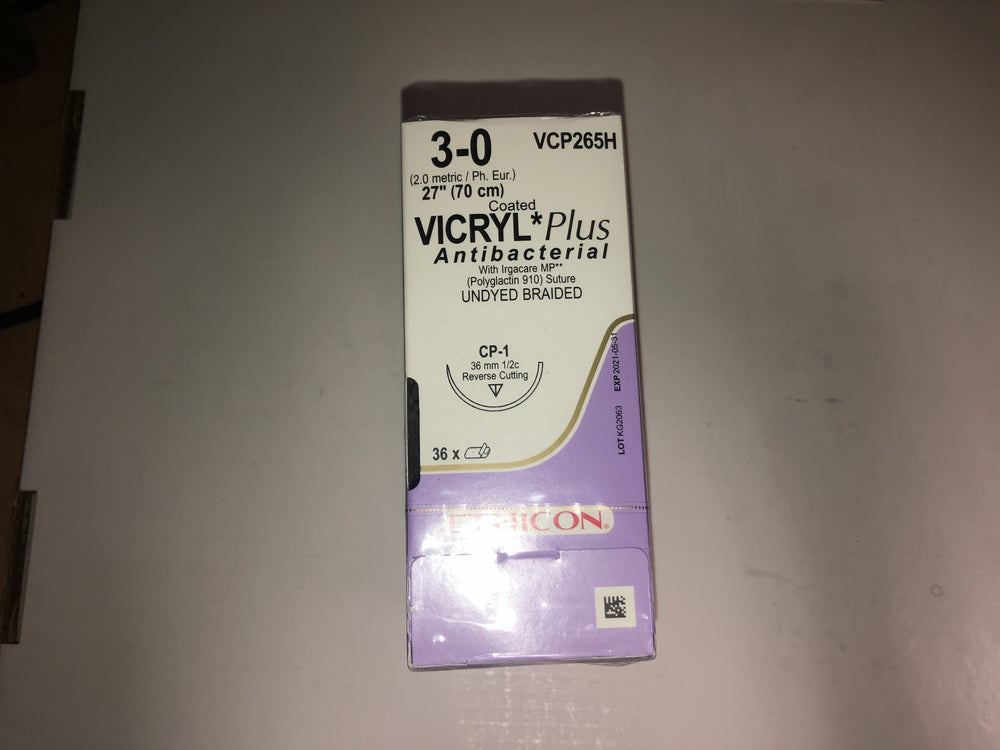 3-0
VCP265H
(2.0 metric / Ph. Eur.)
27" (70 cm)
Coated
VICRYL*Plus
Antibacterial
With Irgacare MP**
(Polyglactin 910) Suture
UNDYED BRAIDED
CP-1
36 mm 1/2c
Reverse Cutting
36 x
LOT KG2063 EXP 2021-05-31
ETHICON*